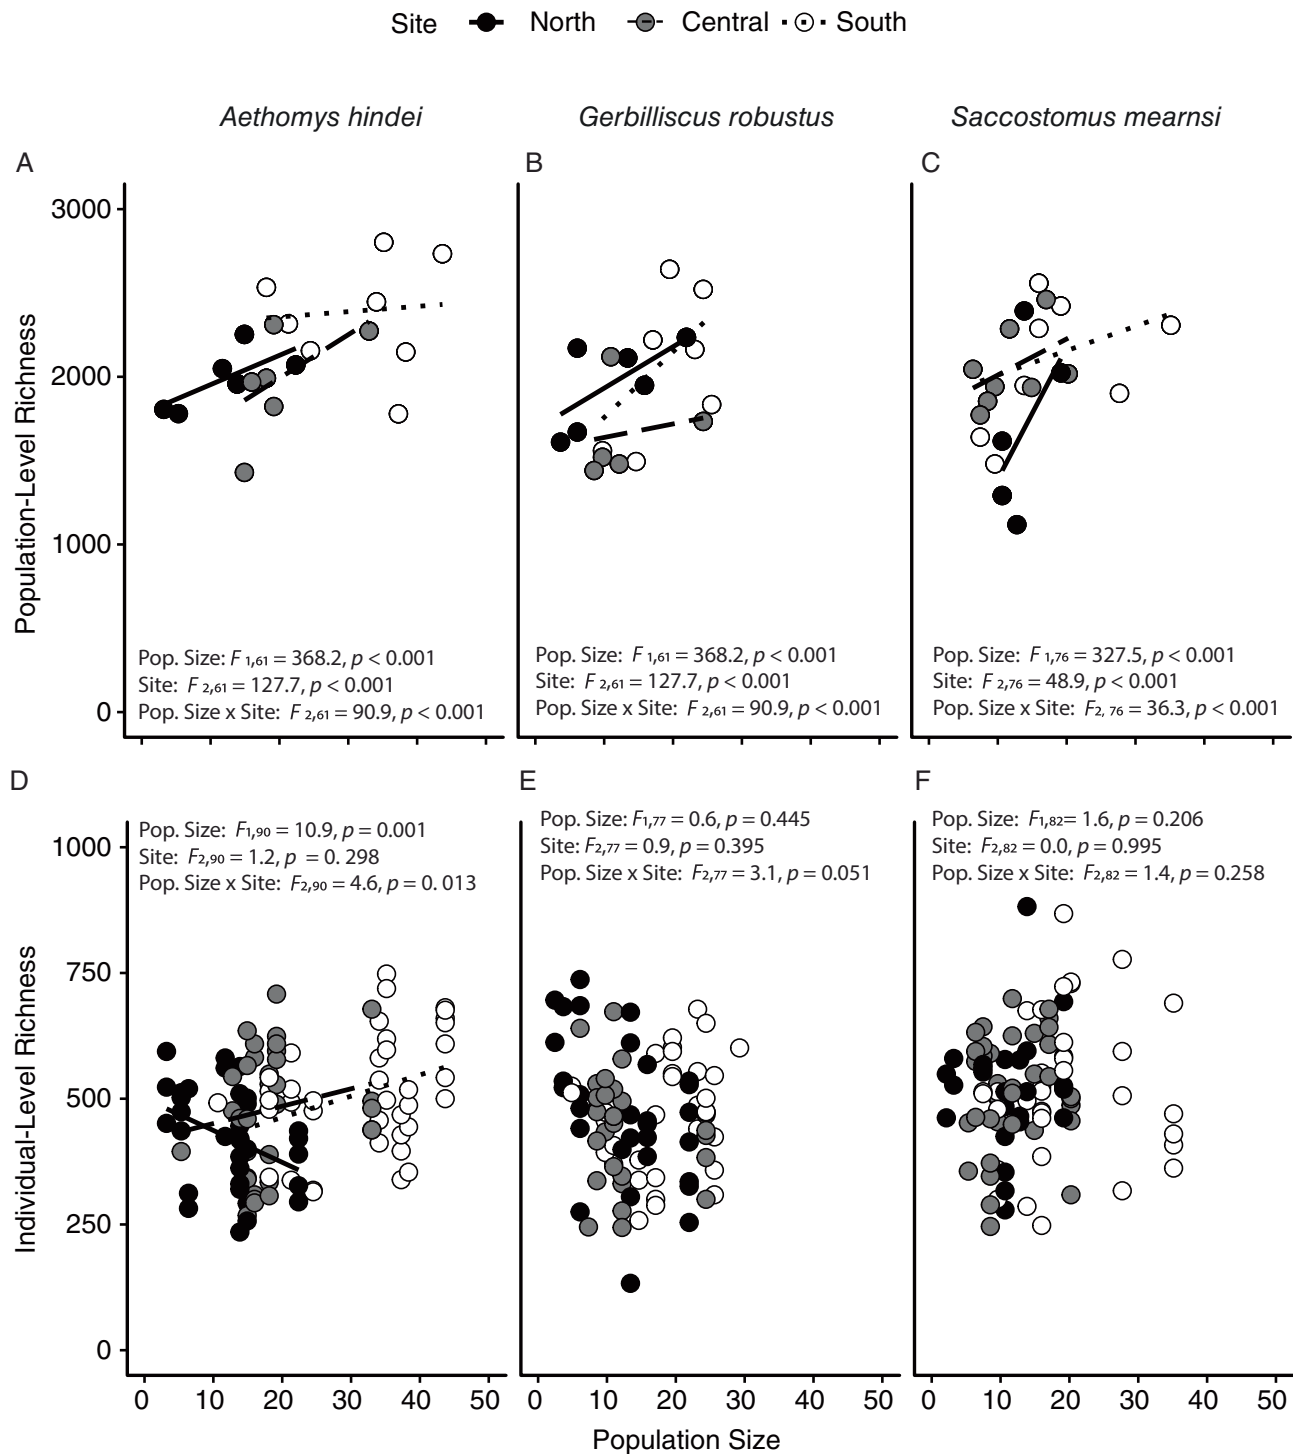 Site North Central South
Aethomys hindei Gerbilliscus robustus Saccostomus mearnsi
A B C
Population-Level Richness
3000
2000
1000
0
Pop. Size: F 1,61 = 368.2, p < 0.001
Site: F 2,61 = 127.7, p < 0.001
Pop. Size x Site: F 2,61 = 90.9, p < 0.001
Pop. Size: F 1,61 = 368.2, p < 0.001
Site: F 2,61 = 127.7, p < 0.001
Pop. Size x Site: F 2,61 = 90.9, p < 0.001
Pop. Size: F 1,76 = 327.5, p < 0.001
Site: F 2,76 = 48.9, p < 0.001
Pop. Size x Site: F2, 76 = 36.3, p < 0.001
D E F
Individual-Level Richness
1000
750
500
250
0
Pop. Size: F1,90 = 10.9, p = 0.001
Site: F2,90 = 1.2, p = 0. 298
Pop. Size x Site: F2,90 = 4.6, p = 0. 013
Pop. Size: F1,77 = 0.6, p = 0.445
Site: F2,77 = 0.9, p = 0.395
Pop. Size x Site: F2,77 = 3.1, p = 0.051
Pop. Size: F1,82= 1.6, p = 0.206
Site: F2,82 = 0.0, p = 0.995
Pop. Size x Site: F2,82 = 1.4, p = 0.258
0 10 20 30 40 50 0 10 20 30 40 50 0 10 20 30 40 50
Population Size